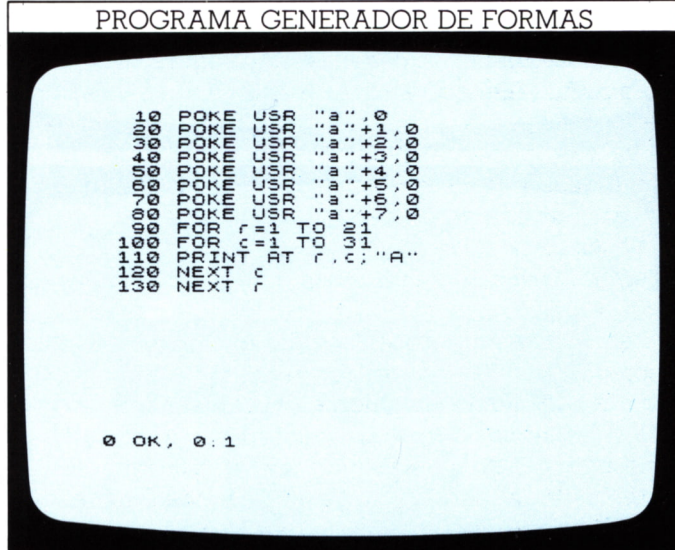 PROGRAMA GENERADOR DE FORMAS
10 POKE USR "a",0
20 POKE USR "a"+1,0
30 POKE USR "a"+2,0
40 POKE USR "a"+3,0
50 POKE USR "a"+4,0
60 POKE USR "a"+5,0
70 POKE USR "a"+6,0
80 POKE USR "a"+7,0
90 FOR r=1 TO 21
100 FOR c=1 TO 31
110 PRINT AT r,c;"A"
120 NEXT c
130 NEXT r
0 OK, 0:1